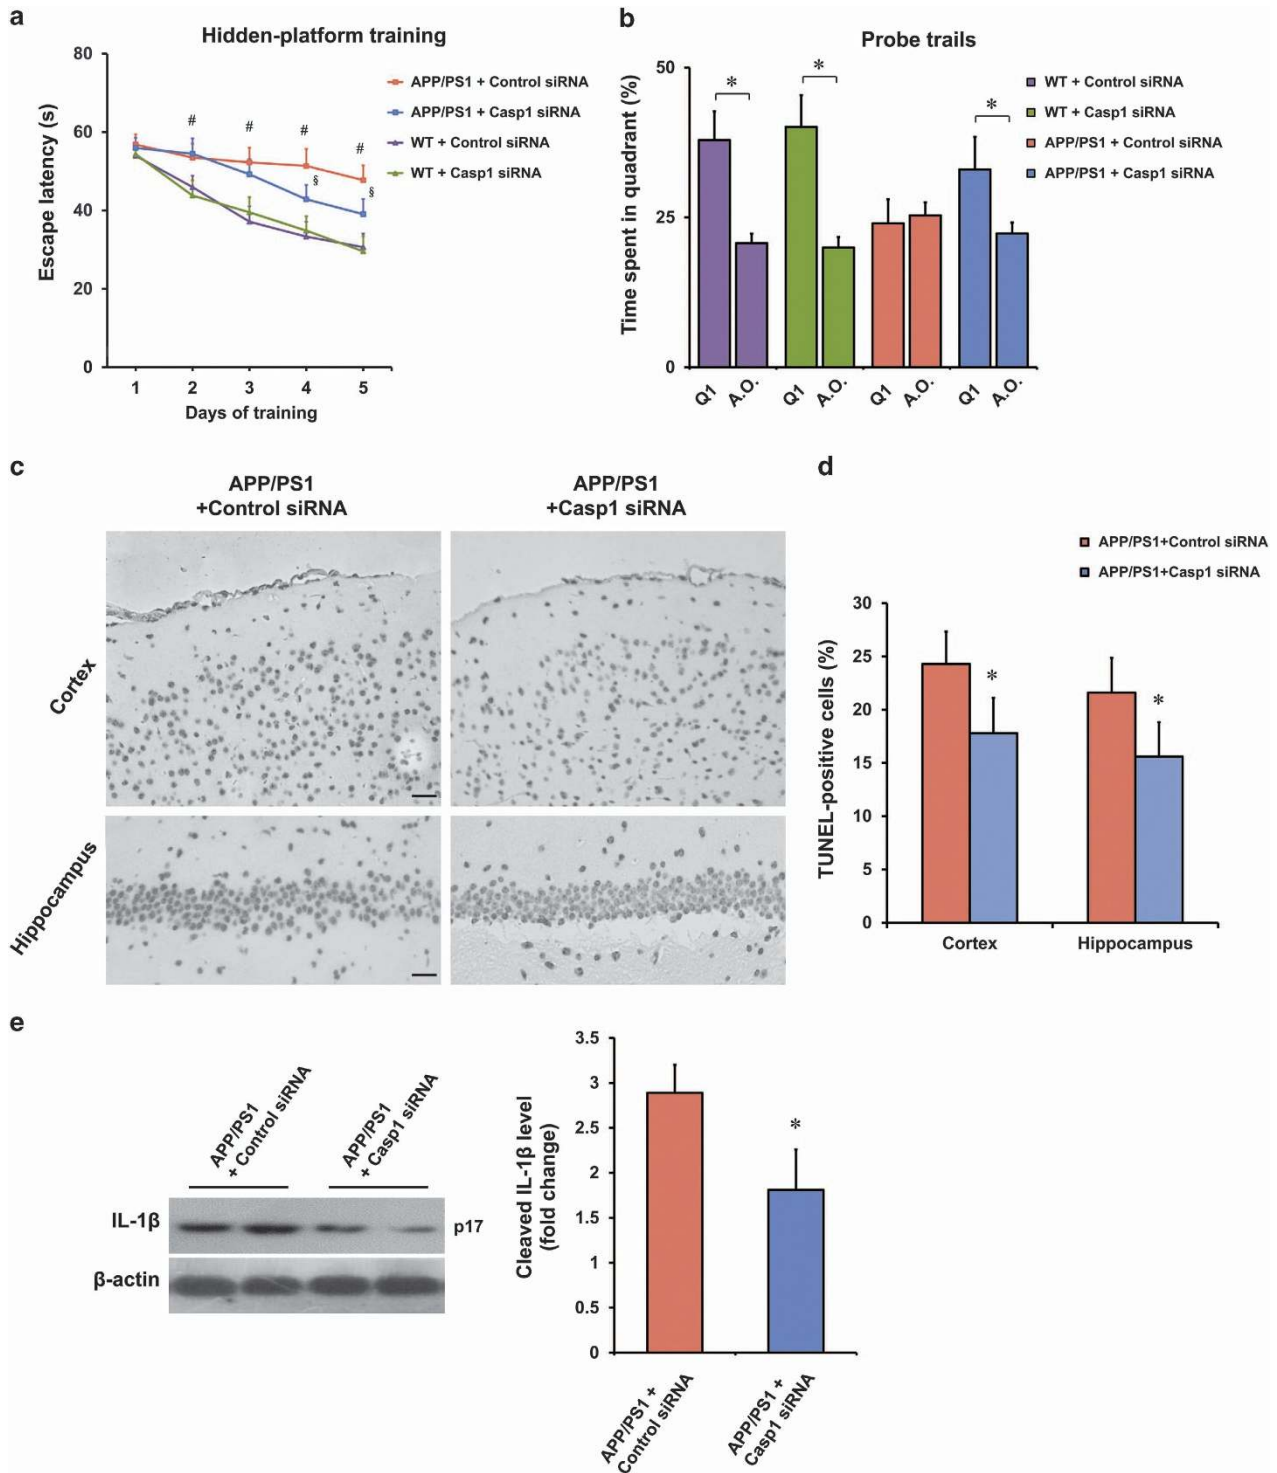 a
Hidden-platform training
Escape latency (s)
80
60
40
20
0
#
#
#
#
§
§
1 2 3 4 5
Days of training
APP/PS1 + Control siRNA
APP/PS1 + Casp1 siRNA
WT + Control siRNA
WT + Casp1 siRNA
b
Probe trails
Time spent in quadrant (%)
50
25
0
*
*
*
Q1 A.O. Q1 A.O. Q1 A.O. Q1 A.O.
WT + Control siRNA
WT + Casp1 siRNA
APP/PS1 + Control siRNA
APP/PS1 + Casp1 siRNA
c
APP/PS1
+Control siRNA
APP/PS1
+Casp1 siRNA
Cortex
Hippocampus
d
APP/PS1+Control siRNA
APP/PS1+Casp1 siRNA
TUNEL-positive cells (%)
30
25
20
15
10
5
0
*
*
Cortex Hippocampus
e
APP/PS1
+ Control siRNA
APP/PS1
+ Casp1 siRNA
IL-1β
p17
β-actin
Cleaved IL-1β level
(fold change)
3.5
3
2.5
2
1.5
1
0.5
0
*
APP/PS1 +
Control siRNA
APP/PS1 +
Casp1 siRNA